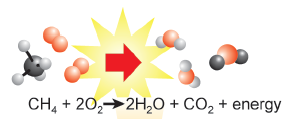 CH₄ + 2O₂→2H₂O + CO₂ + energy